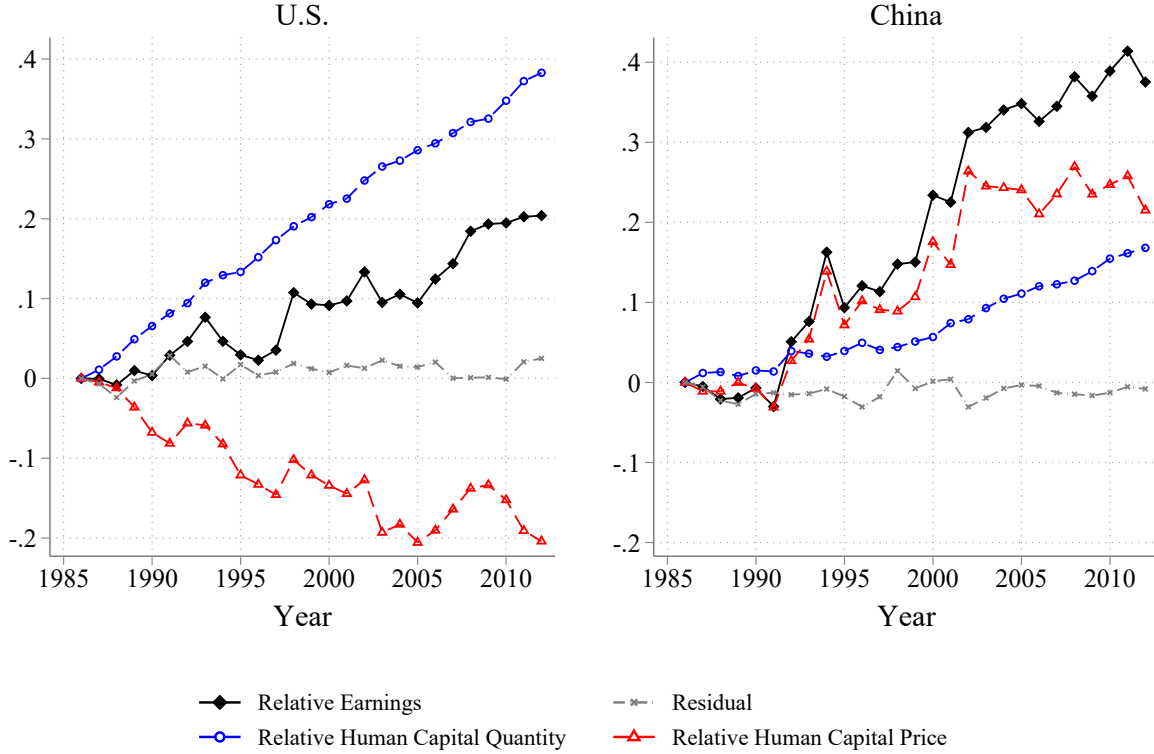 U.S.
China
.4
.3
.2
.1
0
-.1
-.2
1985 1990 1995 2000 2005 2010
Year
.4
.3
.2
.1
0
-.1
-.2
1985 1990 1995 2000 2005 2010
Year
Relative Earnings
Residual
Relative Human Capital Quantity
Relative Human Capital Price